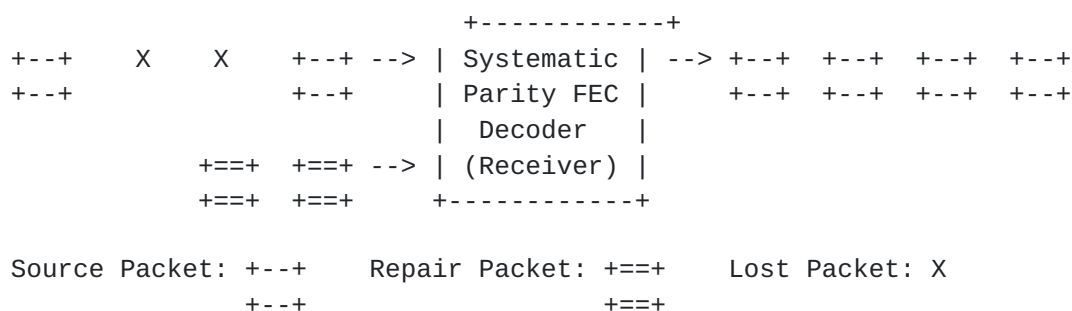 +------------+
+--+    X    X    +--+ --> | Systematic | --> +--+  +--+  +--+  +--+
+--+              +--+     | Parity FEC |     +--+  +--+  +--+  +--+
                           |  Decoder   |
            +==+  +==+ --> | (Receiver) |
            +==+  +==+     +------------+

Source Packet: +--+    Repair Packet: +==+    Lost Packet: X
               +--+                   +==+